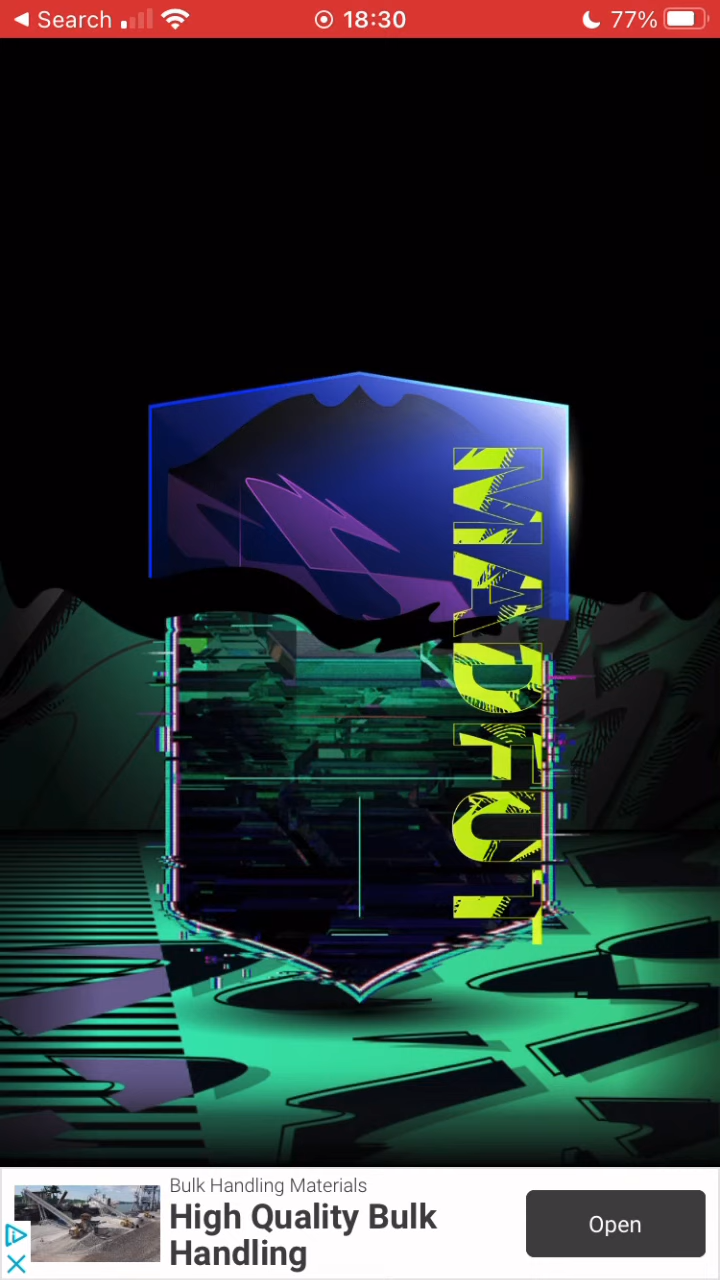 Search 18:30 77%
MADFUT
Bulk Handling Materials
High Quality Bulk
Handling
Open